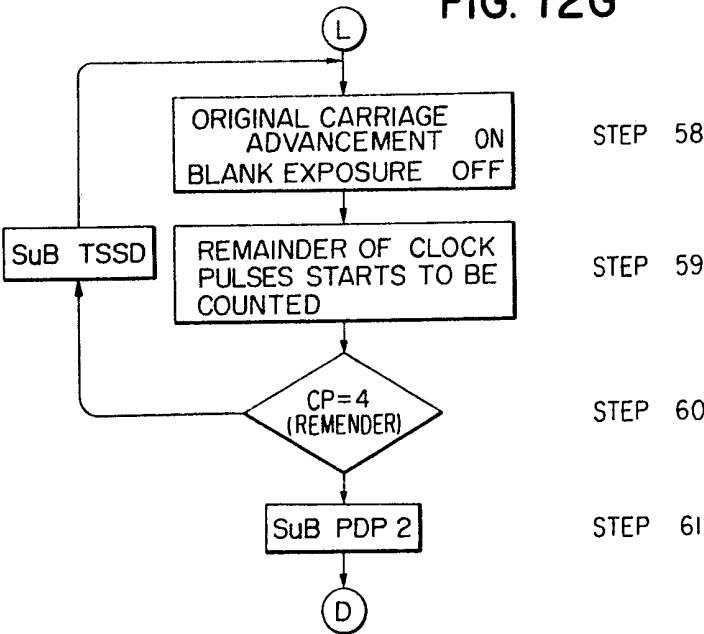 FIG. 12G
L
ORIGINAL CARRIAGE
ADVANCEMENT ON
BLANK EXPOSURE OFF
STEP 58
SuB TSSD
REMAINDER OF CLOCK
PULSES STARTS TO BE
COUNTED
STEP 59
CP=4
(REMENDER)
STEP 60
SuB PDP 2
STEP 61
D